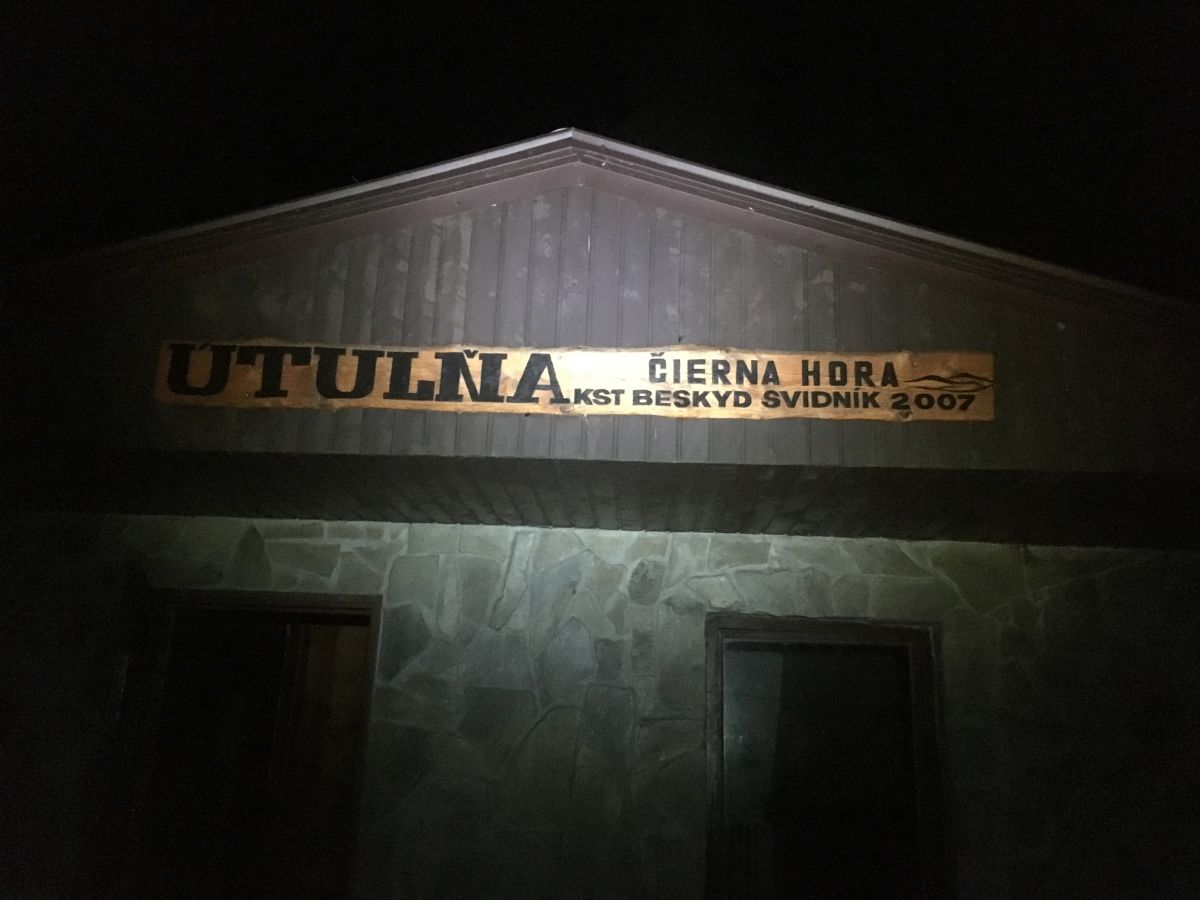 ÚTULŇA
ČIERNA HORA
KST BESKYD SVIDNÍK 2007